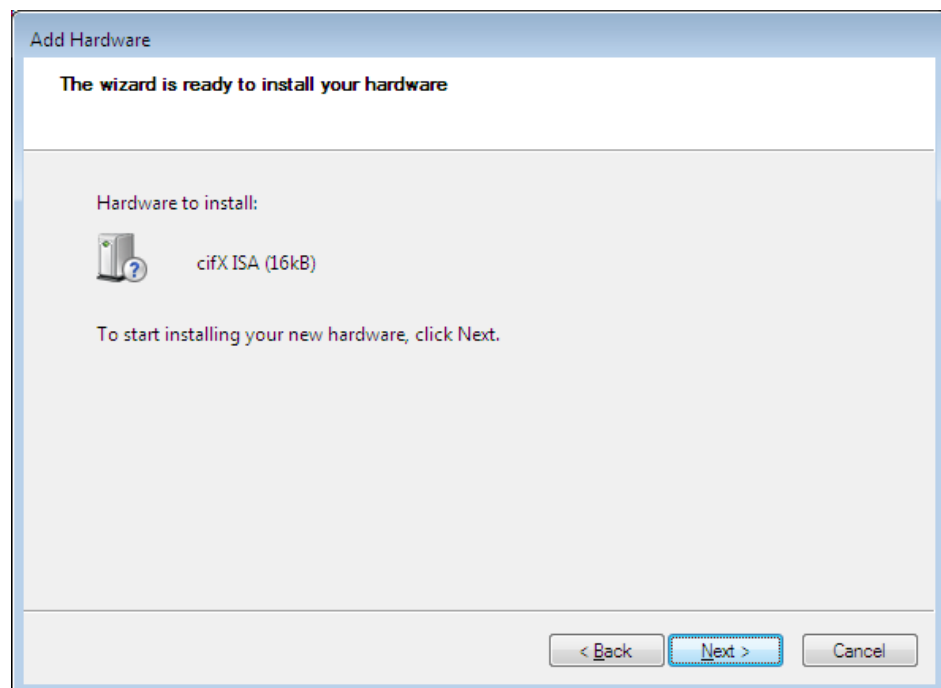 Add Hardware
The wizard is ready to install your hardware
Hardware to install:
cifX ISA (16kB)
To start installing your new hardware, click Next.
< Back Next > Cancel